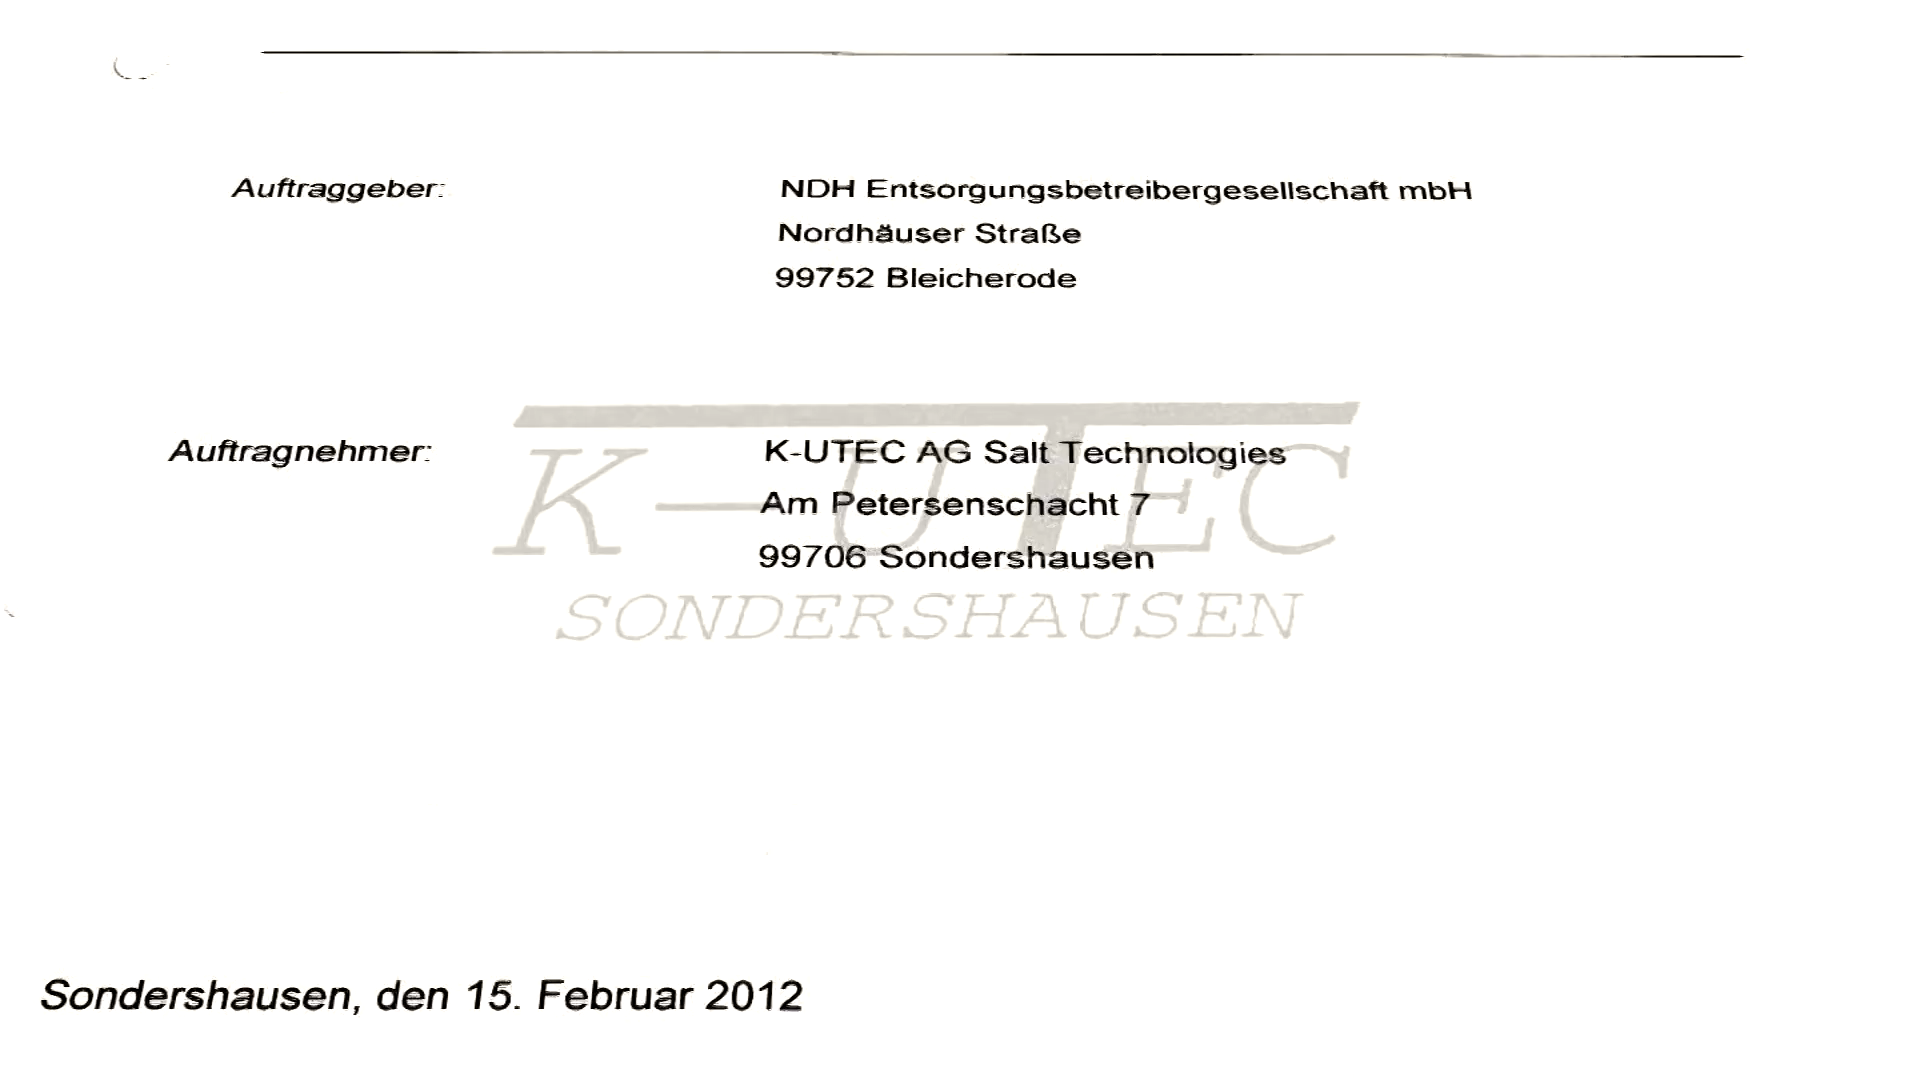 Auftraggeber: NDH Entsorgungsbetreibergesellschaft mbH
Nordhäuser Straße
99752 Bleicherode
Auftragnehmer: K-UTEC AG Salt Technologies
Am Petersenschacht 7
99706 Sondershausen
K-UTEC
SONDERSHAUSEN
Sondershausen, den 15. Februar 2012